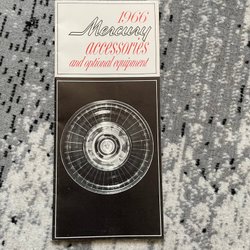 1966
Mercury
accessories
and optional equipment